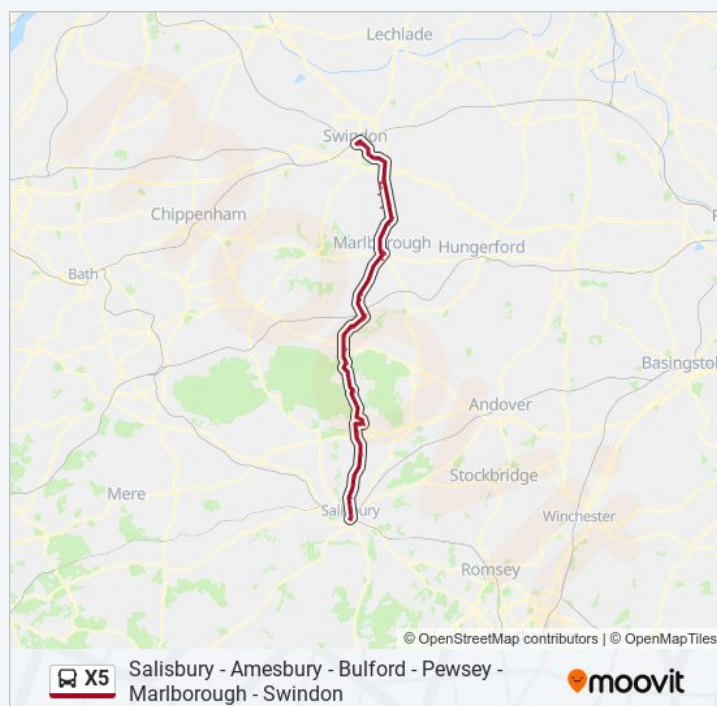 Lechlade
Swindon
Chippenham
Marlborough
Hungerford
Bath
Basingstok
Andover
Stockbridge
Mere
Salisbury
Winchester
Romsey
moovit
© OpenStreetMap contributors | © OpenMapTiles
X5
Salisbury - Amesbury - Bulford - Pewsey -
Marlborough - Swindon
moovit